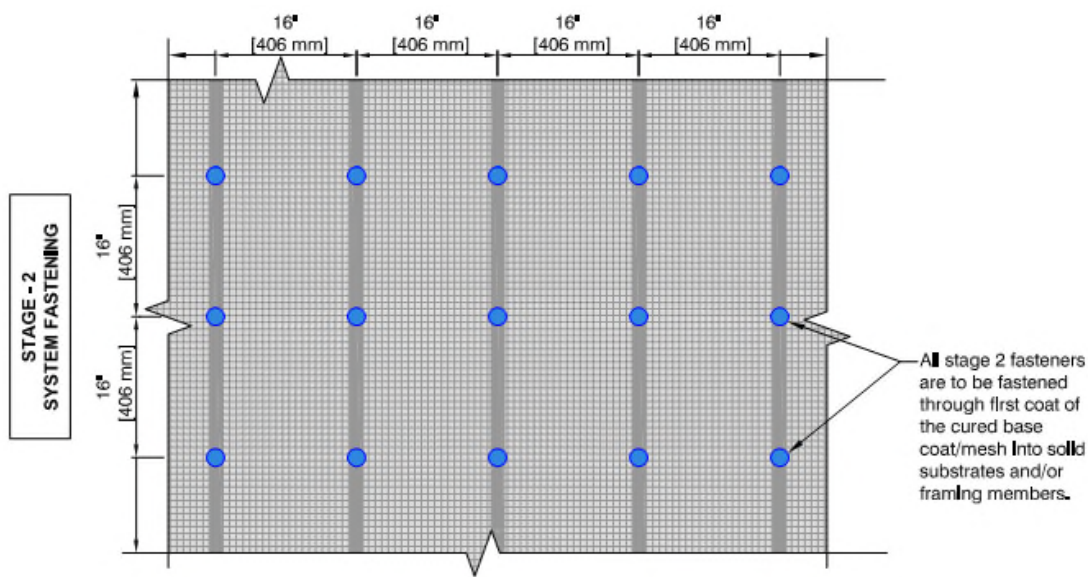 16"
[406 mm]
16"
[406 mm]
16"
[406 mm]
16"
[406 mm]
STAGE - 2
SYSTEM FASTENING
16"
[406 mm]
16"
[406 mm]
All stage 2 fasteners
are to be fastened
through first coat of
the cured base
coat/mesh into solid
substrates and/or
framing members.